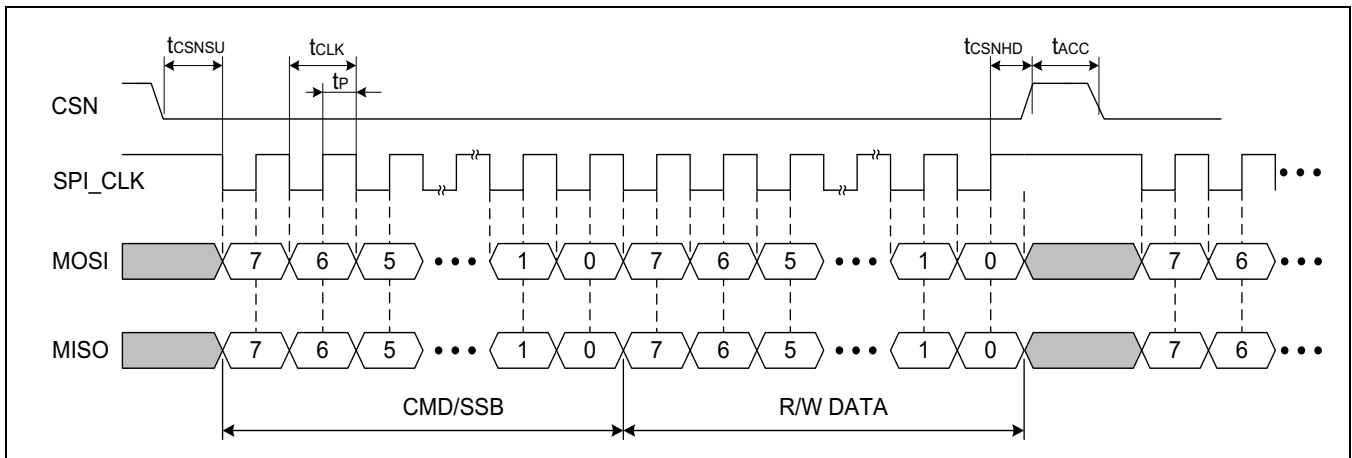 tCSNSU tCLK tCSNHD tACC
tP
CSN
SPI_CLK
MOSI 7 6 5 ••• 1 0 7 6 5 ••• 1 0 7 6 •••
MISO 7 6 5 ••• 1 0 7 6 5 ••• 1 0 7 6 •••
CMD/SSB R/W DATA